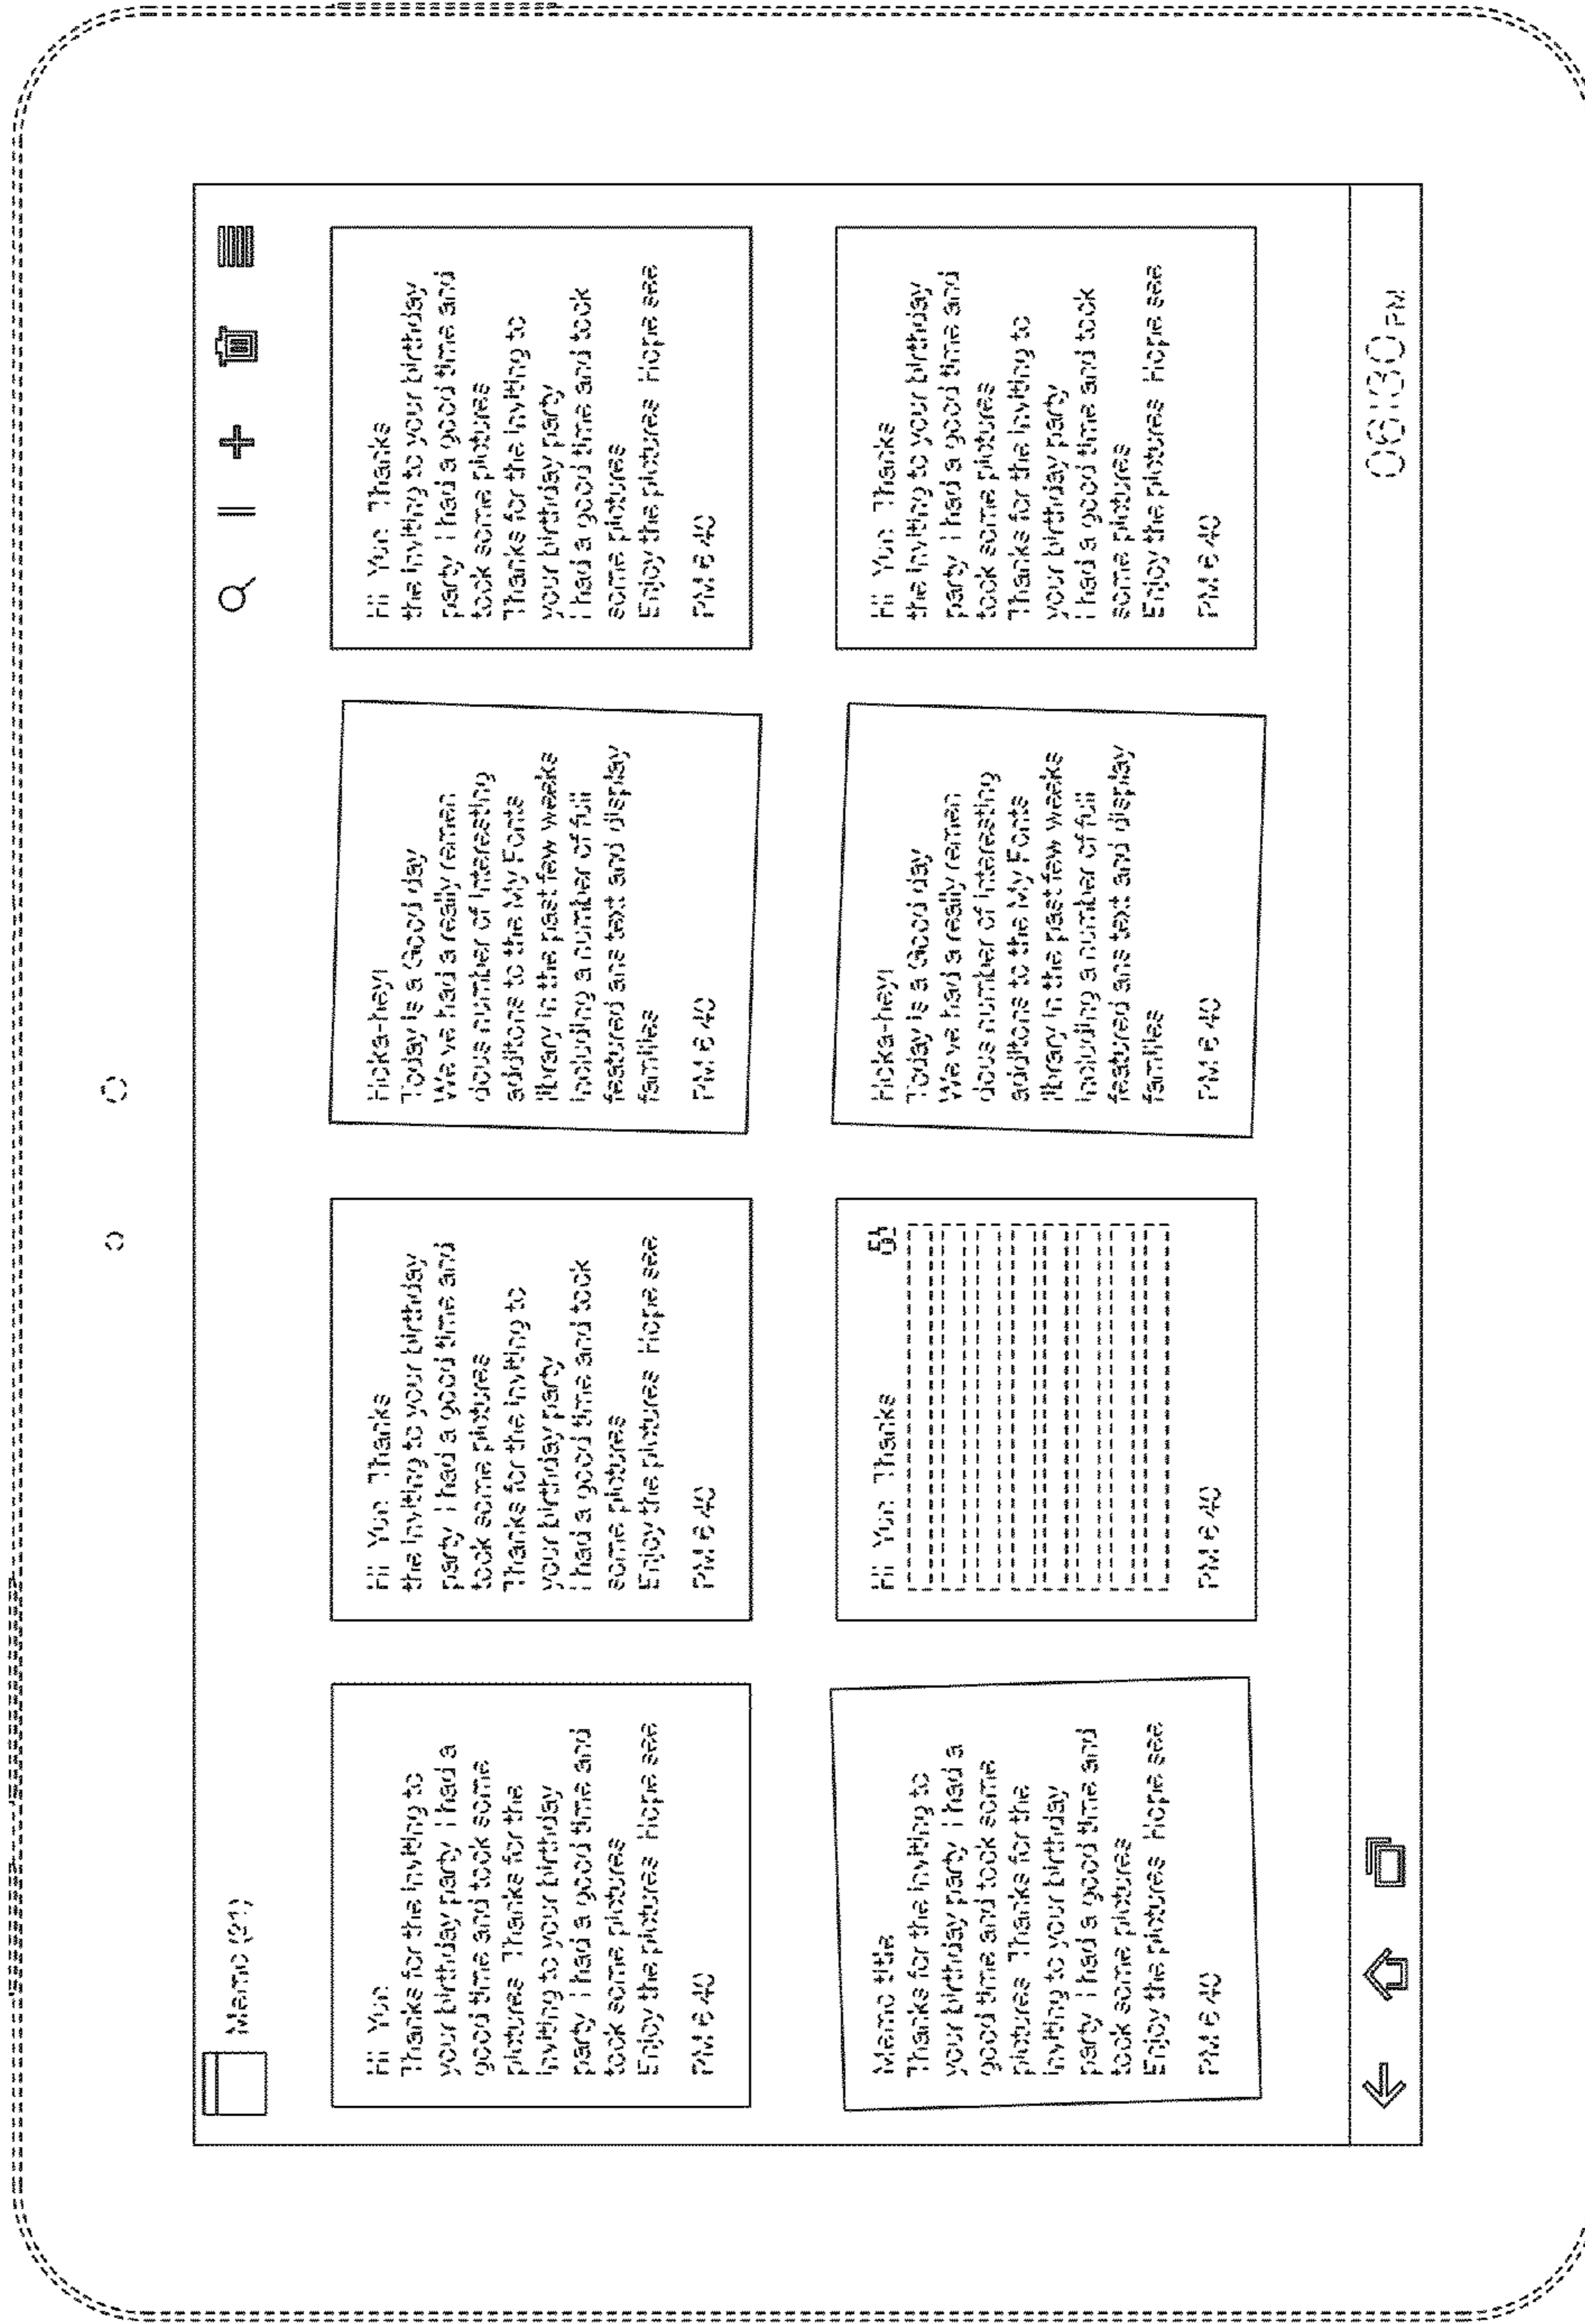 Memo (21)
Hi Yun
Thanks for the inviting to
your birthday party I had a
good time and took some
pictures Thanks for the
inviting to your birthday
party I had a good time and
took some pictures
Enjoy the pictures Hope see
PM 6 40
Hi Yun Thanks
the inviting to your birthday
party I had a good time and
took some pictures
Thanks for the inviting to
your birthday party
I had a good time and took
some pictures
Enjoy the pictures Hope see
PM 6 40
Hoka-hey!
Today is a Good day
We ve had a really remen
dous number of interesting
additons to the My Fonts
library in the past few weeks
including a number of full
featured ans text and display
families
PM 6 40
Hi Yun Thanks
the inviting to your birthday
party I had a good time and
took some pictures
Thanks for the inviting to
your birthday party
I had a good time and took
some pictures
Enjoy the pictures Hope see
PM 6 40
Memo title
Thanks for the inviting to
your birthday party I had a
good time and took some
pictures Thanks for the
inviting to your birthday
party I had a good time and
took some pictures
Enjoy the pictures Hope see
PM 6 40
Hi Yun Thanks
PM 6 40
Hoka-hey!
Today is a Good day
We ve had a really remen
dous number of interesting
additons to the My Fonts
library in the past few weeks
including a number of full
featured ans text and display
families
PM 6 40
Hi Yun Thanks
the inviting to your birthday
party I had a good time and
took some pictures
Thanks for the inviting to
your birthday party
I had a good time and took
some pictures
Enjoy the pictures Hope see
PM 6 40
06:30 PM